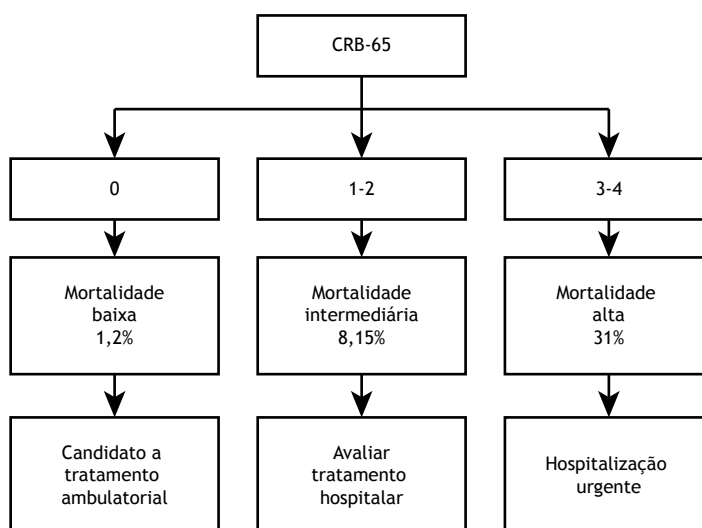 CRB-65
0
1-2
3-4
Mortalidade
baixa
1,2%
Mortalidade
intermediária
8,15%
Mortalidade
alta
31%
Candidato a
tratamento
ambulatorial
Avaliar
tratamento
hospitalar
Hospitalização
urgente